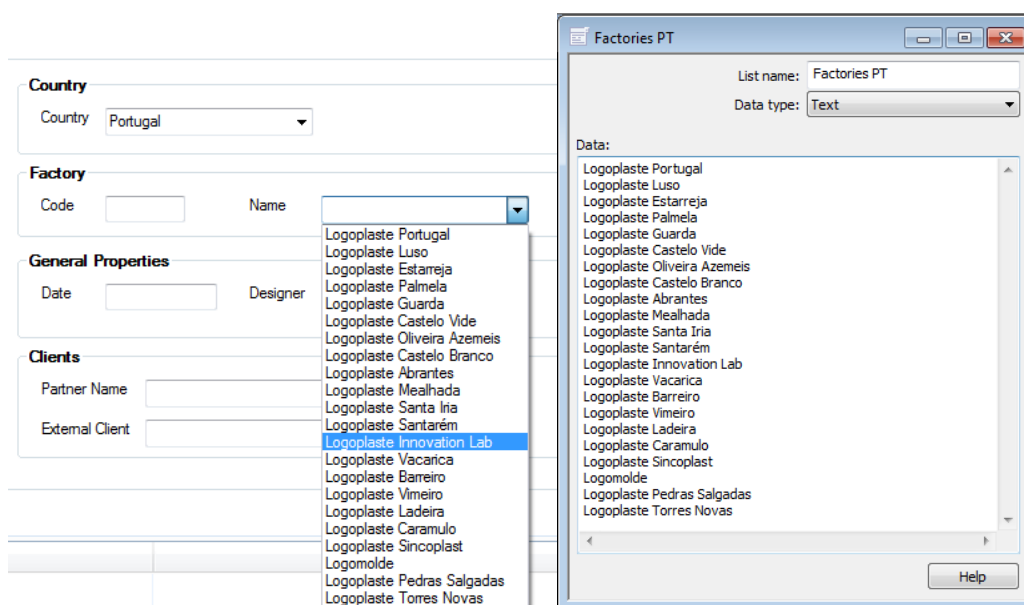 Country
Country Portugal
Factory
Code Name
Logoplaste Portugal
Logoplaste Luso
Logoplaste Estarreja
Logoplaste Palmela
Logoplaste Guarda
Logoplaste Castelo Vide
Logoplaste Oliveira Azemeis
Logoplaste Castelo Branco
Logoplaste Abrantes
Logoplaste Mealhada
Logoplaste Santa Iria
Logoplaste Santarém
Logoplaste Innovation Lab
Logoplaste Vacarica
Logoplaste Barreiro
Logoplaste Vimeiro
Logoplaste Ladeira
Logoplaste Caramulo
Logoplaste Sincoplast
Logomolde
Logoplaste Pedras Salgadas
Logoplaste Torres Novas
General Properties
Date Designer
Clients
Partner Name
External Client
Factories PT
List name: Factories PT
Data type: Text
Data:
Logoplaste Portugal
Logoplaste Luso
Logoplaste Estarreja
Logoplaste Palmela
Logoplaste Guarda
Logoplaste Castelo Vide
Logoplaste Oliveira Azemeis
Logoplaste Castelo Branco
Logoplaste Abrantes
Logoplaste Mealhada
Logoplaste Santa Iria
Logoplaste Santarém
Logoplaste Innovation Lab
Logoplaste Vacarica
Logoplaste Barreiro
Logoplaste Vimeiro
Logoplaste Ladeira
Logoplaste Caramulo
Logoplaste Sincoplast
Logomolde
Logoplaste Pedras Salgadas
Logoplaste Torres Novas
Help